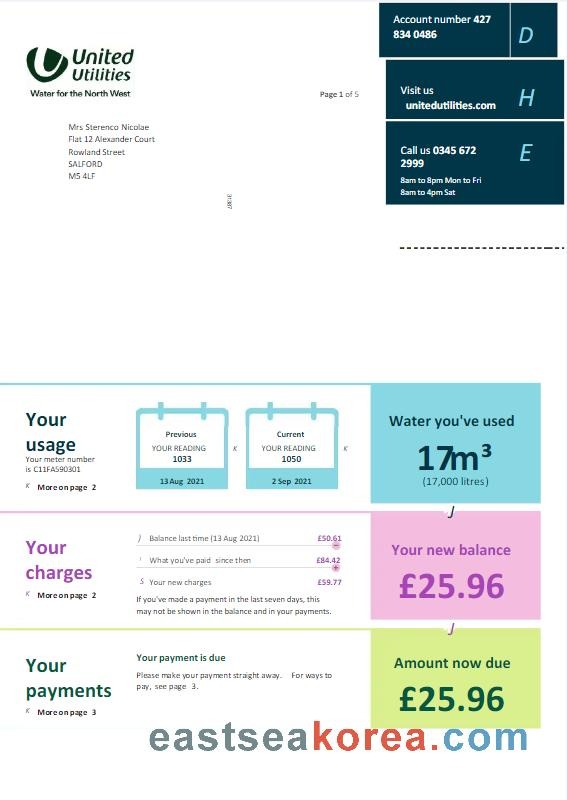 Account number 427
834 0486
D
United
Utilities
Water for the North West
Page 1 of 5
Visit us
unitedutilities.com
H
Call us 0345 672
2999
E
8am to 8pm Mon to Fri
8am to 4pm Sat
Mrs Sterenco Nicolae
Flat 12 Alexander Court
Rowland Street
SALFORD
M5 4LF
Your
usage
Your meter number
is C11FA590301
K More on page 2
Previous
YOUR READING
1033
13 Aug 2021
K
Current
YOUR READING
1050
2 Sep 2021
K
Water you've used
17m³
(17,000 litres)
J
Your
charges
K More on page 2
J Balance last time (13 Aug 2021) £50.61
What you've paid since then £84.42
S Your new charges £59.77
If you've made a payment in the last seven days, this
may not be shown in the balance and in your payments.
Your new balance
£25.96
J
Your
payments
K More on page 3
Your payment is due
Please make your payment straight away. For ways to
pay, see page 3.
Amount now due
£25.96
eastseakorea.com